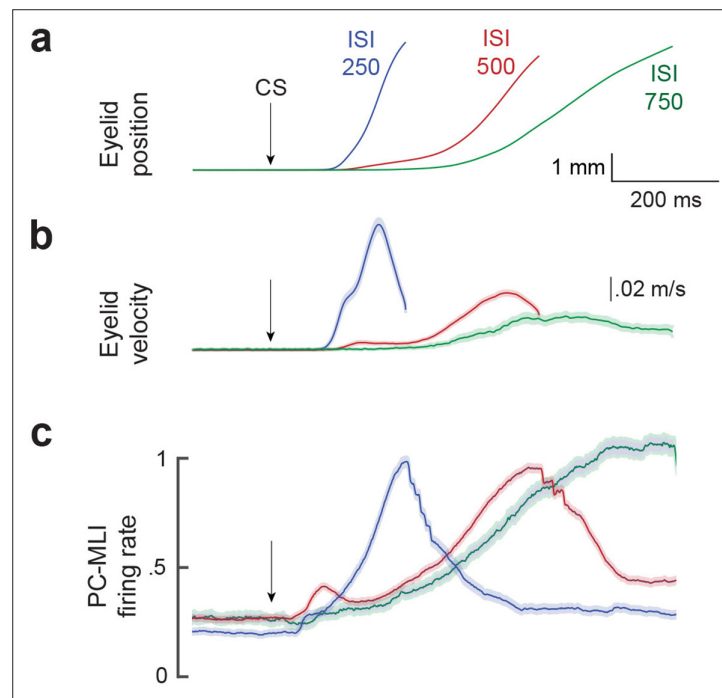 a
ISI
250
ISI
500
ISI
750
CS
Eyelid
position
1 mm
200 ms
b
.02 m/s
Eyelid
velocity
c
1
.5
0
PC-MLI
firing rate